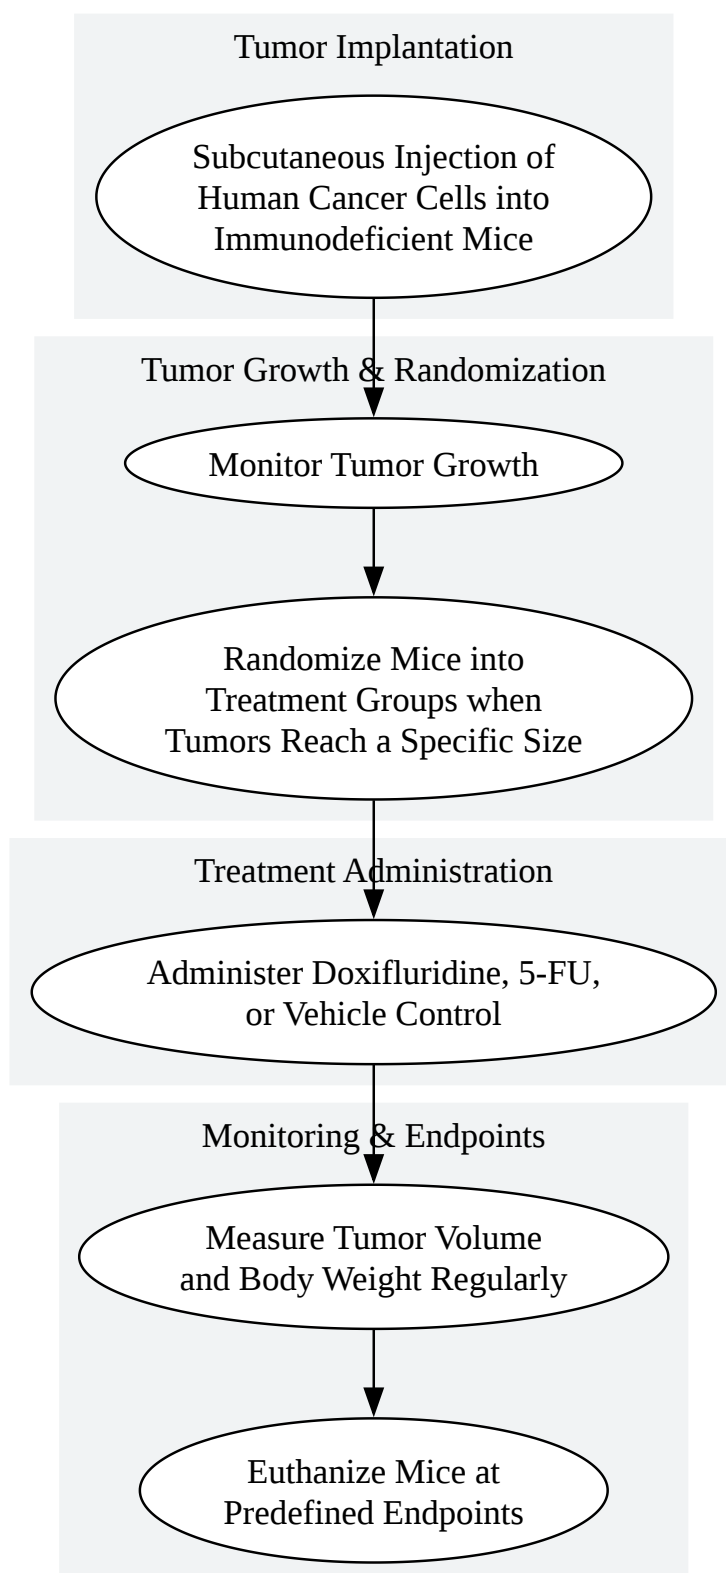 Tumor Implantation
Subcutaneous Injection of
Human Cancer Cells into
Immunodeficient Mice
Tumor Growth & Randomization
Monitor Tumor Growth
Randomize Mice into
Treatment Groups when
Tumors Reach a Specific Size
Treatment Administration
Administer Doxifluridine, 5-FU,
or Vehicle Control
Monitoring & Endpoints
Measure Tumor Volume
and Body Weight Regularly
Euthanize Mice at
Predefined Endpoints